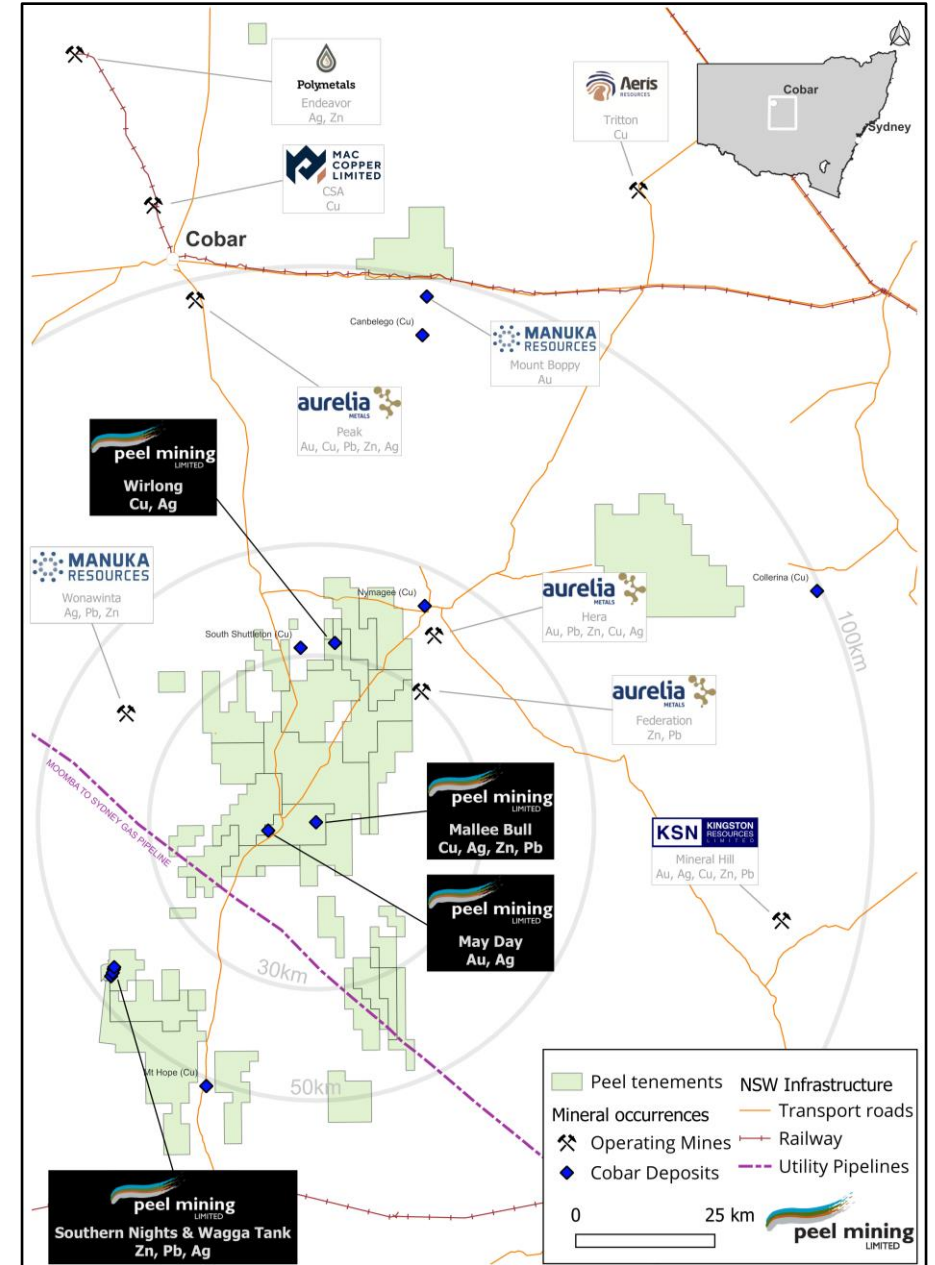 Polymetals
Endeavor
Ag, Zn
Aeris
RESOURCES
Tritton
Cu
Cobar
Sydney
MAC
COPPER
LIMITED
CSA
Cu
Cobar
Canbelego (Cu)
MANUKA
RESOURCES
Mount Boppy
Au
aurelia
METALS
Peak
Au, Cu, Pb, Zn, Ag
peel mining
LIMITED
Wirlong
Cu, Ag
MANUKA
RESOURCES
Wonawinta
Ag, Pb, Zn
Nymagee (Cu)
South Shuttleton (Cu)
aurelia
METALS
Hera
Au, Pb, Zn, Cu, Ag
Collerina (Cu)
100km
aurelia
METALS
Federation
Zn, Pb
MOOMBA TO SYDNEY GAS PIPELINE
peel mining
LIMITED
Mallee Bull
Cu, Ag, Zn, Pb
KSN
KINGSTON
RESOURCES
LIMITED
Mineral Hill
Au, Ag, Cu, Zn, Pb
peel mining
LIMITED
May Day
Au, Ag
30km
Mt Hope (Cu)
50km
peel mining
LIMITED
Southern Nights & Wagga Tank
Zn, Pb, Ag
Peel tenements
Mineral occurrences
Operating Mines
Cobar Deposits
NSW Infrastructure
Transport roads
Railway
Utility Pipelines
0 25 km
peel mining
LIMITED